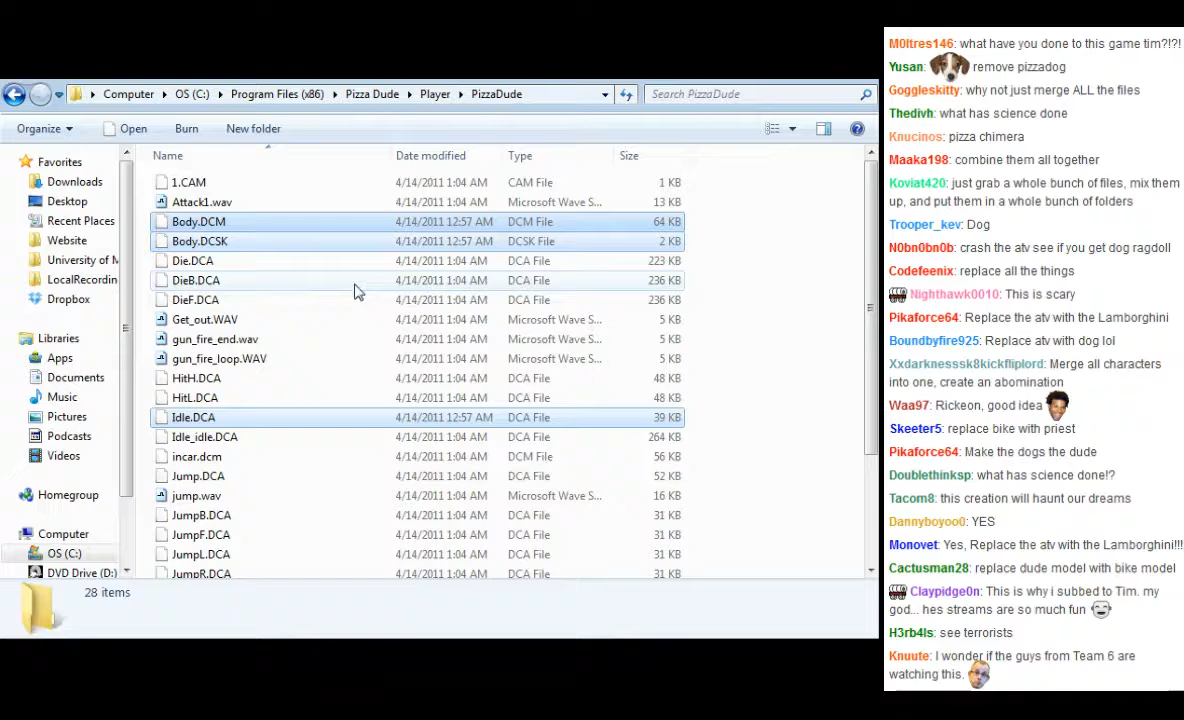 Computer OS (C:) Program Files (x86) Pizza Dude Player PizzaDude Search PizzaDude
Organize Open Burn New folder
Favorites
Downloads
Desktop
Recent Places
Website
University of M
LocalRecordin
Dropbox
Libraries
Apps
Documents
Music
Pictures
Podcasts
Videos
Homegroup
Computer
OS (C:)
DVD Drive (D:)
Name Date modified Type Size
1.CAM 4/14/2011 1:04 AM CAM File 1 KB
Attack1.wav 4/14/2011 1:04 AM Microsoft Wave S... 13 KB
Body.DCM 4/14/2011 12:57 AM DCM File 64 KB
Body.DCSK 4/14/2011 12:57 AM DCSK File 2 KB
Die.DCA 4/14/2011 1:04 AM DCA File 223 KB
DieB.DCA 4/14/2011 1:04 AM DCA File 236 KB
DieF.DCA 4/14/2011 1:04 AM DCA File 236 KB
Get_out.WAV 4/14/2011 1:04 AM Microsoft Wave S... 5 KB
gun_fire_end.wav 4/14/2011 1:04 AM Microsoft Wave S... 5 KB
gun_fire_loop.WAV 4/14/2011 1:04 AM Microsoft Wave S... 5 KB
HitH.DCA 4/14/2011 1:04 AM DCA File 48 KB
HitL.DCA 4/14/2011 1:04 AM DCA File 48 KB
Idle.DCA 4/14/2011 12:57 AM DCA File 39 KB
Idle_idle.DCA 4/14/2011 1:04 AM DCA File 264 KB
incar.dcm 4/14/2011 1:04 AM DCM File 56 KB
Jump.DCA 4/14/2011 1:04 AM DCA File 52 KB
jump.wav 4/14/2011 1:04 AM Microsoft Wave S... 16 KB
JumpB.DCA 4/14/2011 1:04 AM DCA File 31 KB
JumpF.DCA 4/14/2011 1:04 AM DCA File 31 KB
JumpL.DCA 4/14/2011 1:04 AM DCA File 31 KB
JumpR.DCA 4/14/2011 1:04 AM DCA File 31 KB
28 items
M0ltres146: what have you done to this game tim?!?!
Yusan: remove pizzadog
Goggleskitty: why not just merge ALL the files
Thedivh: what has science done
Knucinos: pizza chimera
Maaka198: combine them all together
Koviat420: just grab a whole bunch of files, mix them
up, and put them in a whole bunch of folders
Trooper_kev: Dog
N0bn0bn0b: crash the atv see if you get dog ragdoll
Codefeenix: replace all the things
Nighthawk0010: This is scary
Pikaforce64: Replace the atv with the Lamborghini
Boundbyfire925: Replace atv with dog lol
Xxdarknesssk8kickfliplord: Merge all characters
into one, create an abomination
Waa97: Rickeon, good idea
Skeeter5: replace bike with priest
Pikaforce64: Make the dogs the dude
Doublethinksp: what has science done!?
Tacom8: this creation will haunt our dreams
Dannyboyoo0: YES
Monovet: Yes, Replace the atv with the Lamborghini!!!!
Cactusman28: replace dude model with bike model
Claypidge0n: This is why i subbed to Tim. my
god... hes streams are so much fun
H3rb4ls: see terrorists
Knuute: I wonder if the guys from Team 6 are
watching this.